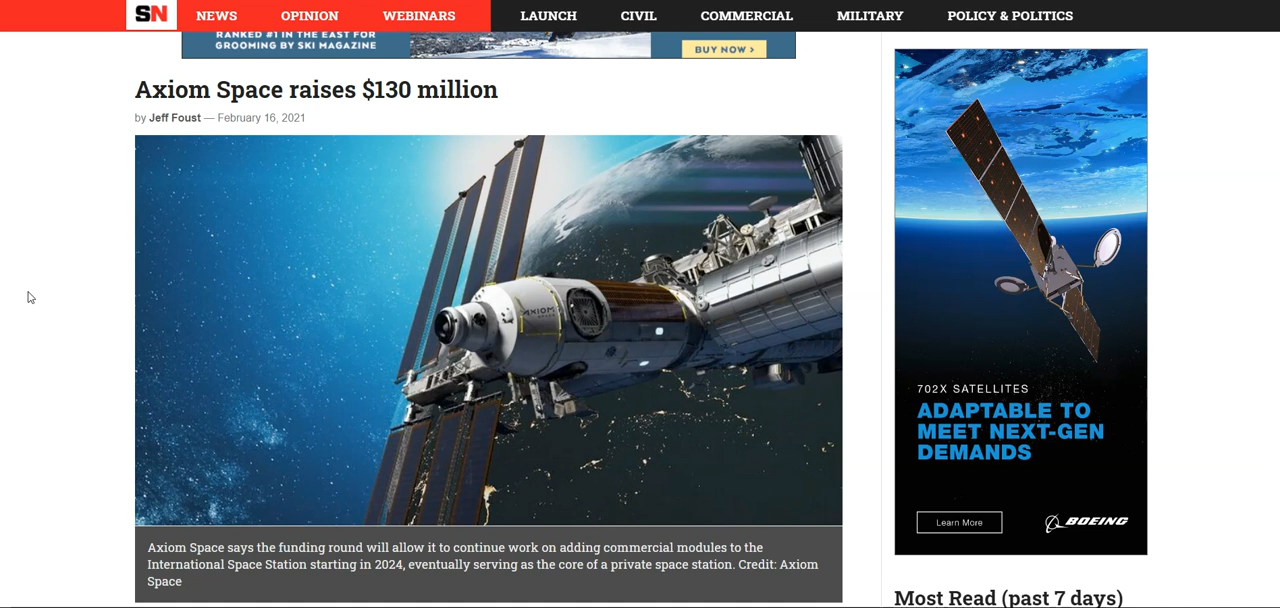 SN NEWS OPINION WEBINARS LAUNCH CIVIL COMMERCIAL MILITARY POLICY & POLITICS
RANKED #1 IN THE EAST FOR
GROOMING BY SKI MAGAZINE
BUY NOW >
Axiom Space raises $130 million
by Jeff Foust — February 16, 2021
AXIOM
SPACE
Axiom Space says the funding round will allow it to continue work on adding commercial modules to the
International Space Station starting in 2024, eventually serving as the core of a private space station. Credit: Axiom
Space
702X SATELLITES
ADAPTABLE TO
MEET NEXT-GEN
DEMANDS
Learn More
BOEING
Most Read (past 7 days)